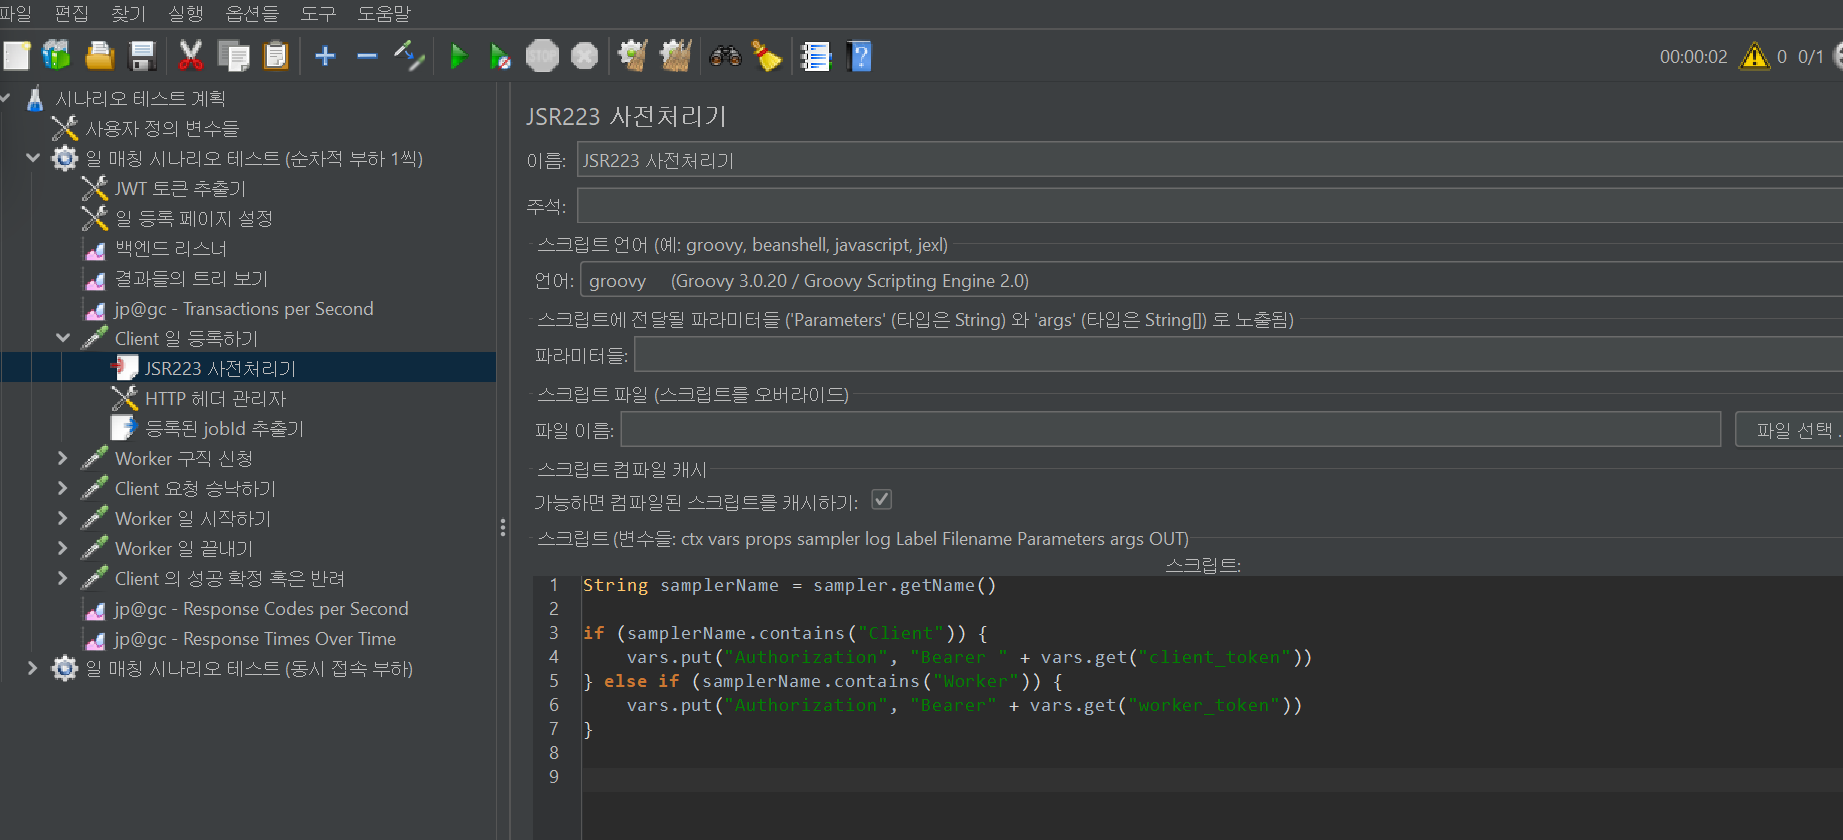 파일 편집 찾기 실행 옵션들 도구 도움말
STOP
00:00:02 0 0/1
시나리오 테스트 계획
사용자 정의 변수들
일 매칭 시나리오 테스트 (순차적 부하 1씩)
JWT 토큰 추출기
일 등록 페이지 설정
백엔드 리스너
결과들의 트리 보기
jp@gc - Transactions per Second
Client 일 등록하기
JSR223 사전처리기
HTTP 헤더 관리자
등록된 jobId 추출기
Worker 구직 신청
Client 요청 승낙하기
Worker 일 시작하기
Worker 일 끝내기
Client 의 성공 확정 혹은 반려
jp@gc - Response Codes per Second
jp@gc - Response Times Over Time
일 매칭 시나리오 테스트 (동시 접속 부하)
JSR223 사전처리기
이름: JSR223 사전처리기
주석:
스크립트 언어 (예: groovy, beanshell, javascript, jexl)
언어: groovy (Groovy 3.0.20 / Groovy Scripting Engine 2.0)
스크립트에 전달될 파라미터들 ('Parameters' (타입은 String) 와 'args' (타입은 String[]) 로 노출됨)
파라미터들:
스크립트 파일 (스크립트를 오버라이드)
파일 이름: 파일 선택 .
스크립트 컴파일 캐시
가능하면 컴파일된 스크립트를 캐시하기:
스크립트 (변수들: ctx vars props sampler log Label Filename Parameters args OUT)
스크립트:
1 String samplerName = sampler.getName()
2
3 if (samplerName.contains("Client")) {
4 vars.put("Authorization", "Bearer " + vars.get("client_token"))
5 } else if (samplerName.contains("Worker")) {
6 vars.put("Authorization", "Bearer" + vars.get("worker_token"))
7 }
8
9